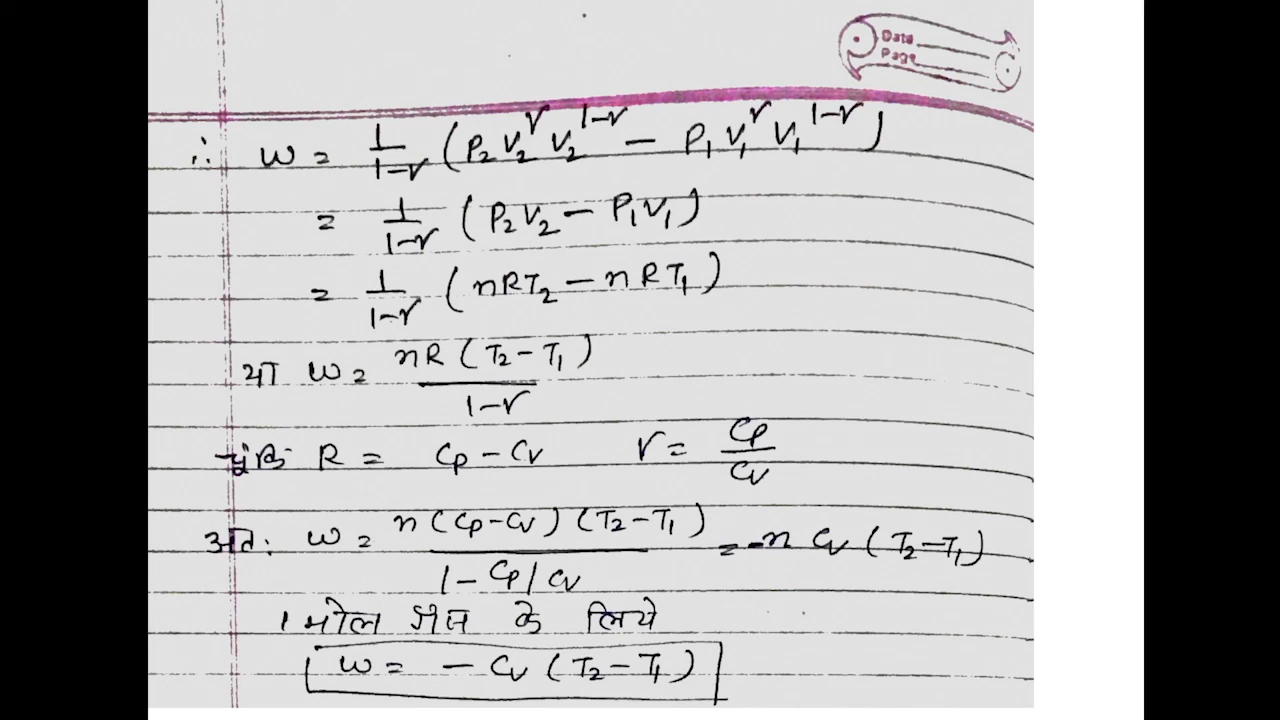 Date
Page
∴ W = 1/1-r (P₂V₂^r V₂^1-r - P₁V₁^r V₁^1-r)
= 1/1-r (P₂V₂ - P₁V₁)
= 1/1-r (nRT₂ - nRT₁)
या W = nR(T₂-T₁)/1-r
चूंकि R = Cp-Cv r = Cp/Cv
अतः W = n(Cp-Cv)(T₂-T₁)/1-Cp/Cv = -n Cv (T₂-T₁)
1 मोल गैस के लिये
W = - Cv (T₂-T₁)